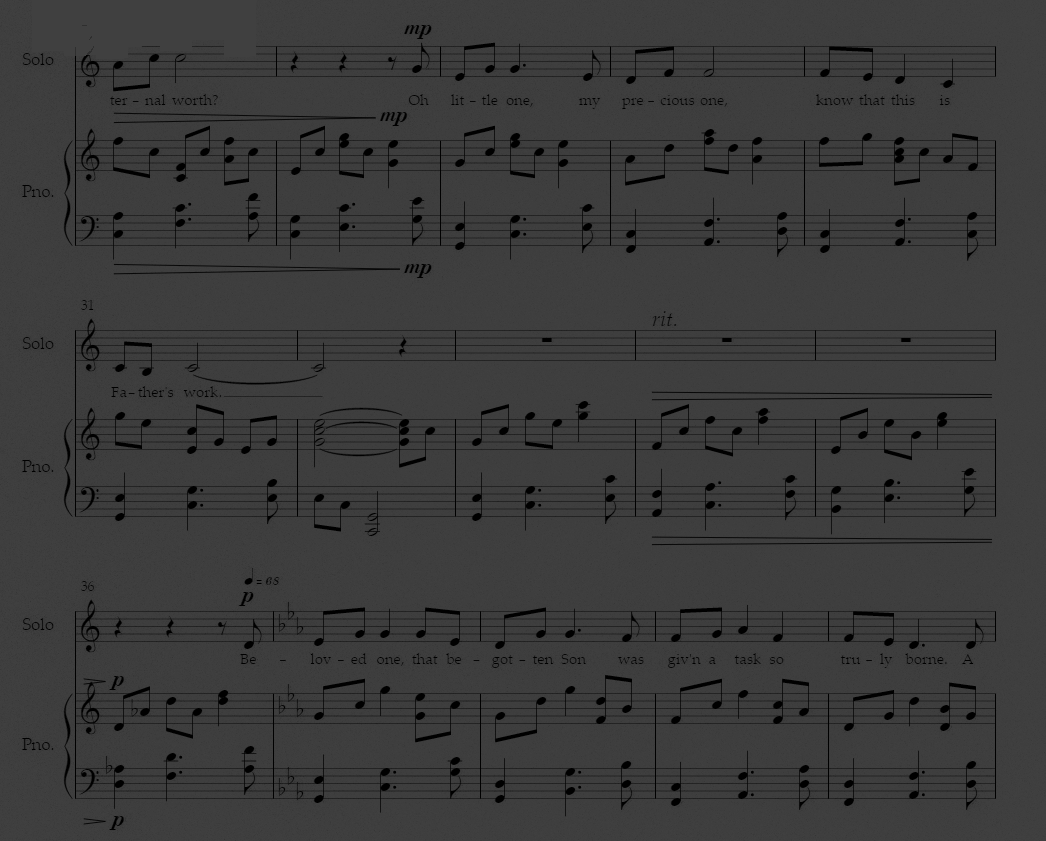 mp
Solo
ter – nal worth? Oh lit – tle one, my pre – cious one, know that this is
mp
Pno.
mp
31
rit.
Solo
Fa – ther's work.
Pno.
36
♩ = 68
p
Solo
Be – lov – ed one, that be – got – ten Son was giv'n a task so tru – ly borne. A
p
Pno.
p